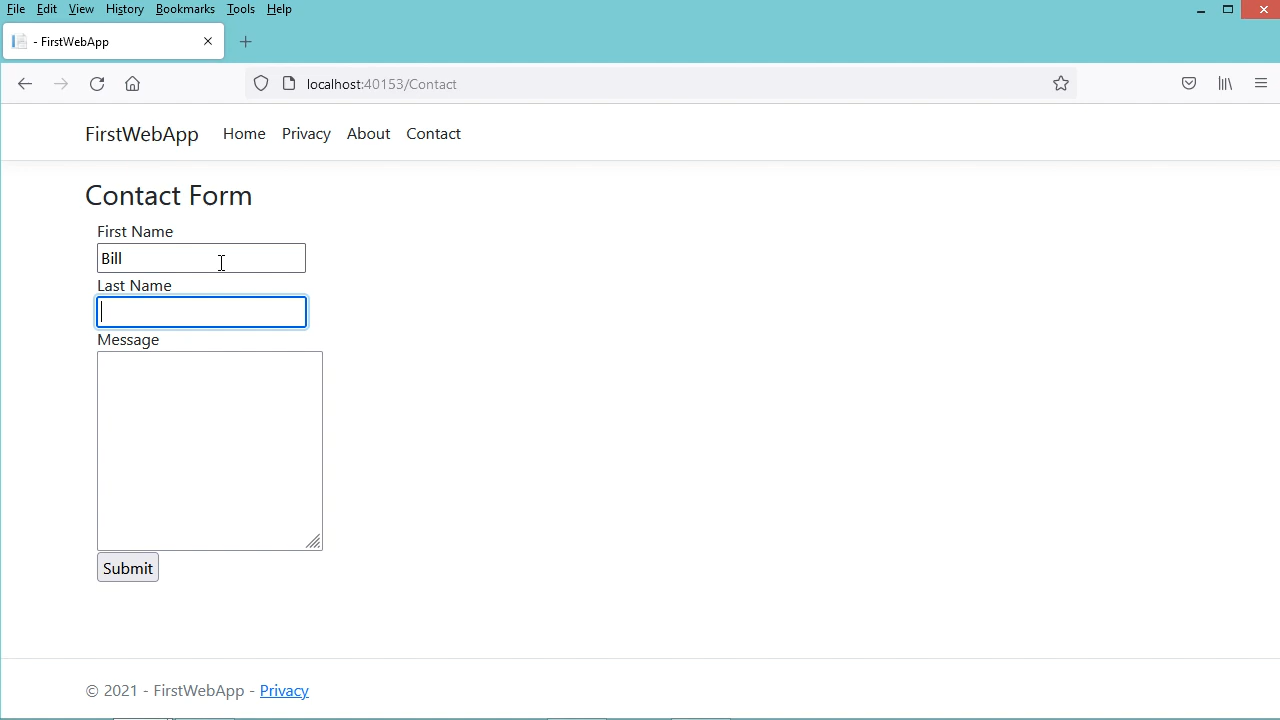 File Edit View History Bookmarks Tools Help
- FirstWebApp
localhost:40153/Contact
FirstWebApp Home Privacy About Contact
Contact Form
First Name
Bill
Last Name
Message
Submit
© 2021 - FirstWebApp - Privacy